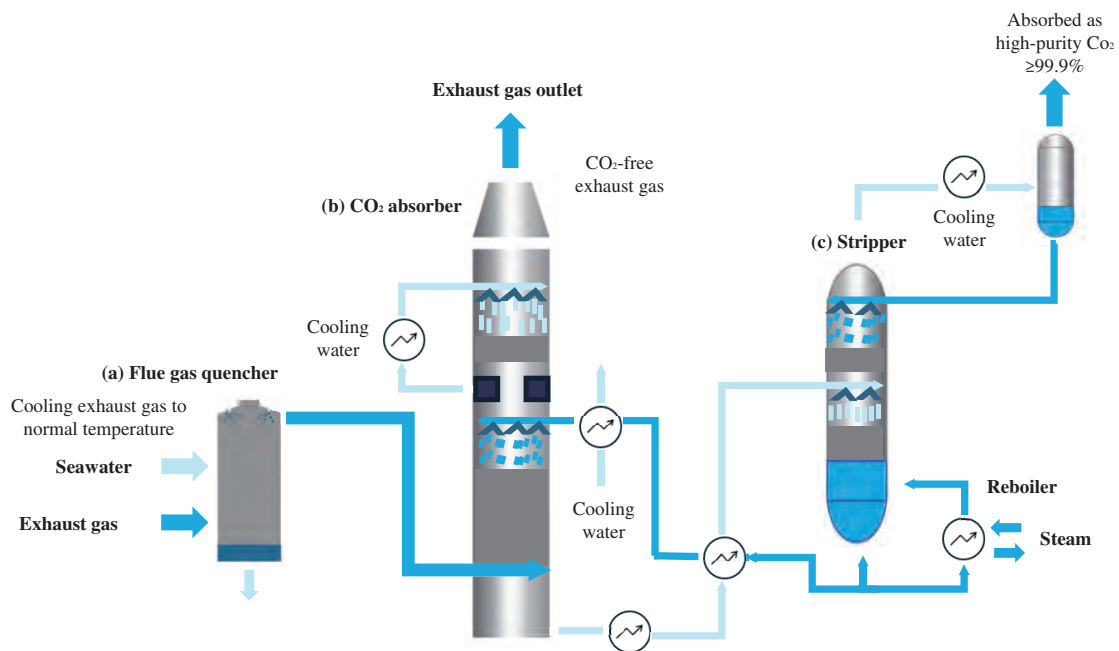 Absorbed as
high-purity Co₂
≥99.9%
Exhaust gas outlet
CO₂-free
exhaust gas
(b) CO₂ absorber
Cooling
water
(c) Stripper
Cooling
water
(a) Flue gas quencher
Cooling exhaust gas to
normal temperature
Seawater
Exhaust gas
Cooling
water
Reboiler
Steam